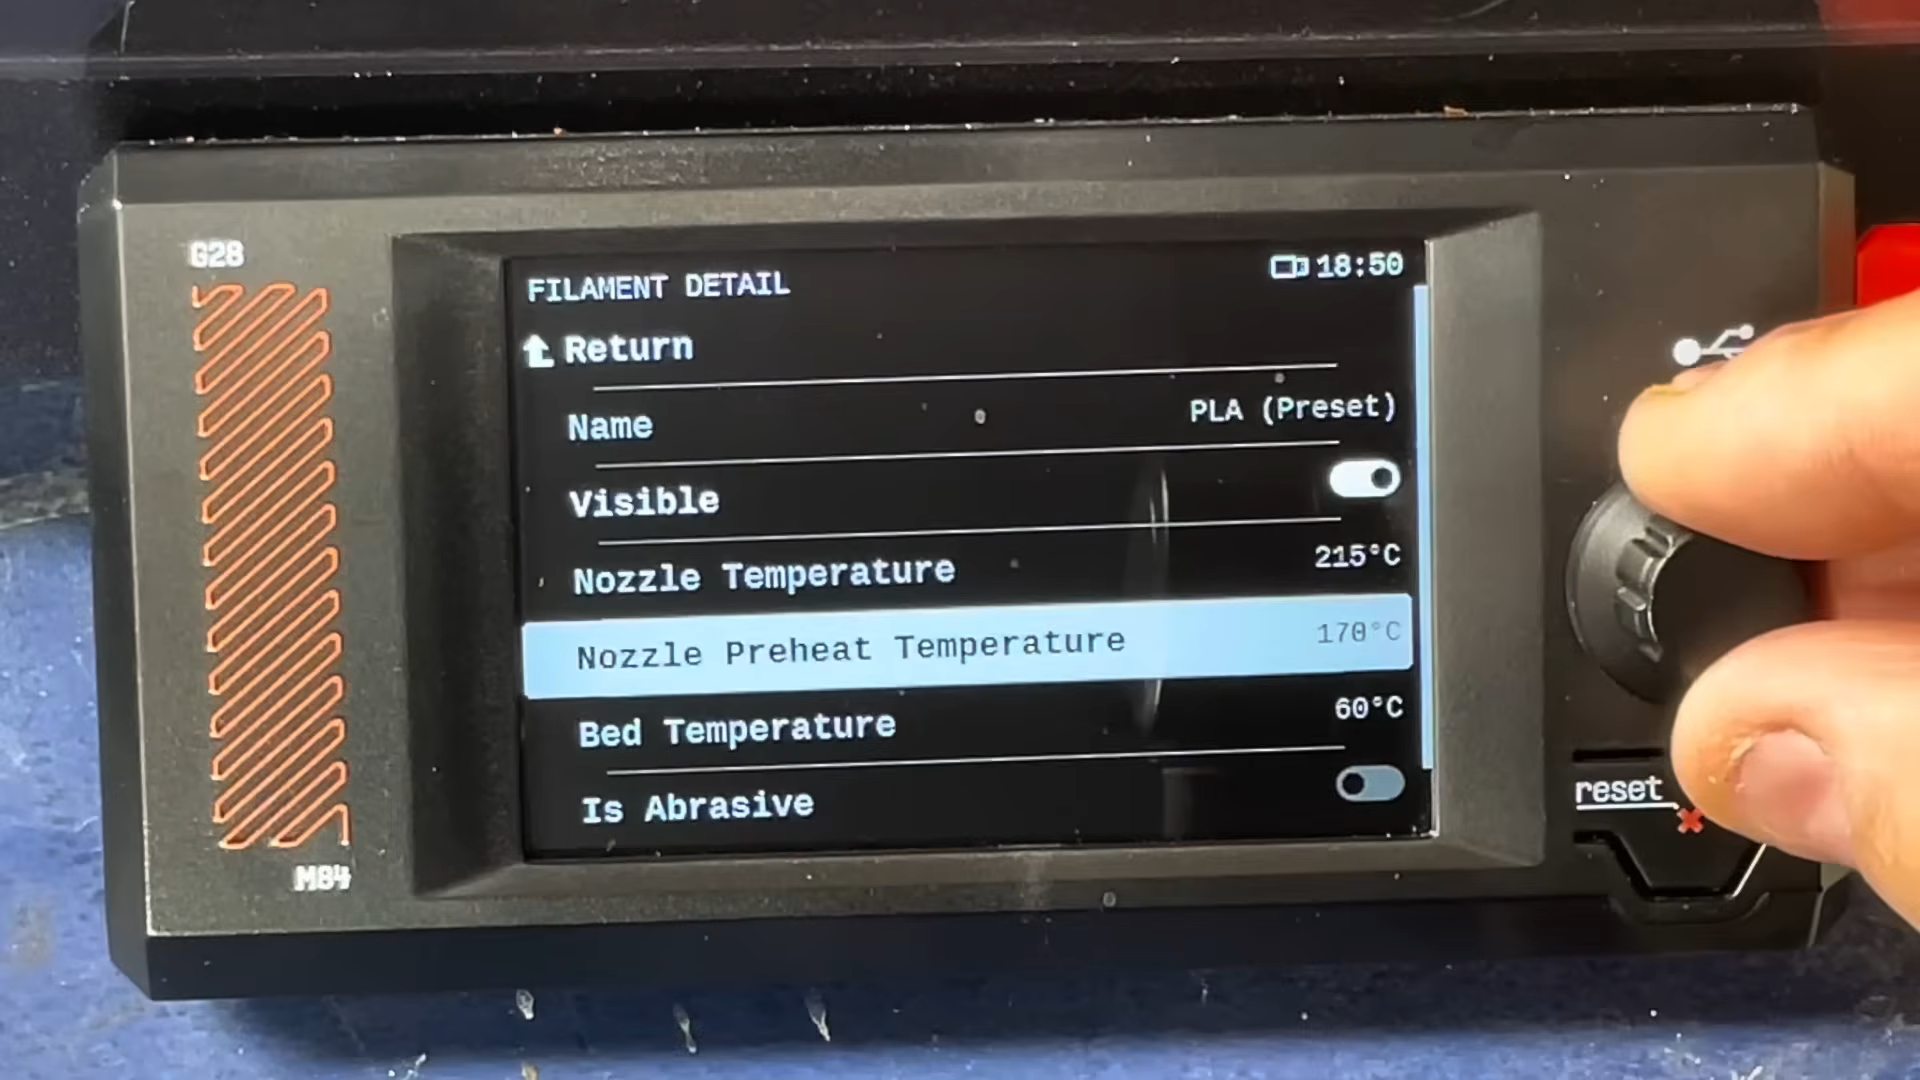 G28
FILAMENT DETAIL 18:50
Return
Name PLA (Preset)
Visible
Nozzle Temperature 215°C
Nozzle Preheat Temperature 170°C
Bed Temperature 60°C
Is Abrasive
reset
M84